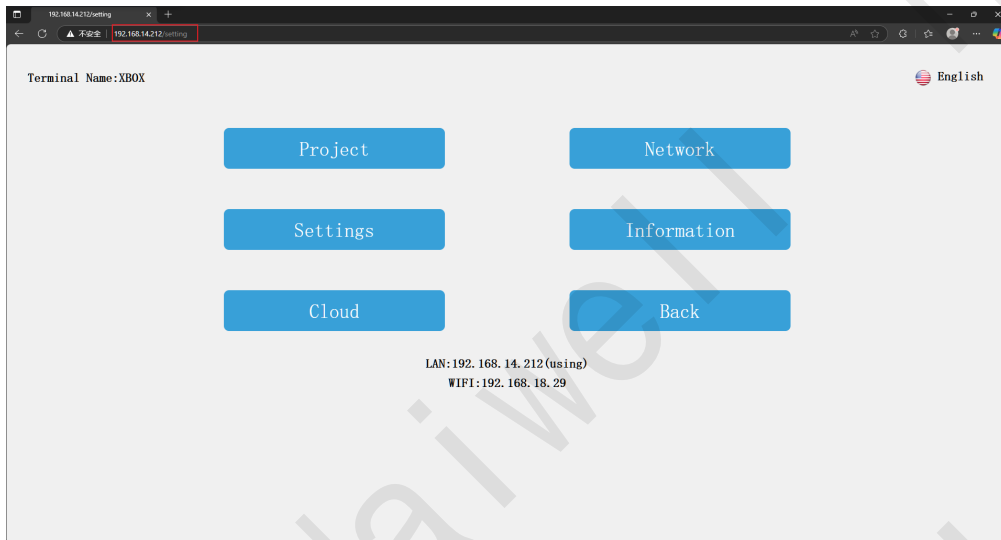 192.168.14.212/setting
不安全 192.168.14.212/setting
Terminal Name:XBOX
English
Project
Network
Settings
Information
Cloud
Back
LAN:192.168.14.212(using)
WIFI:192.168.18.29